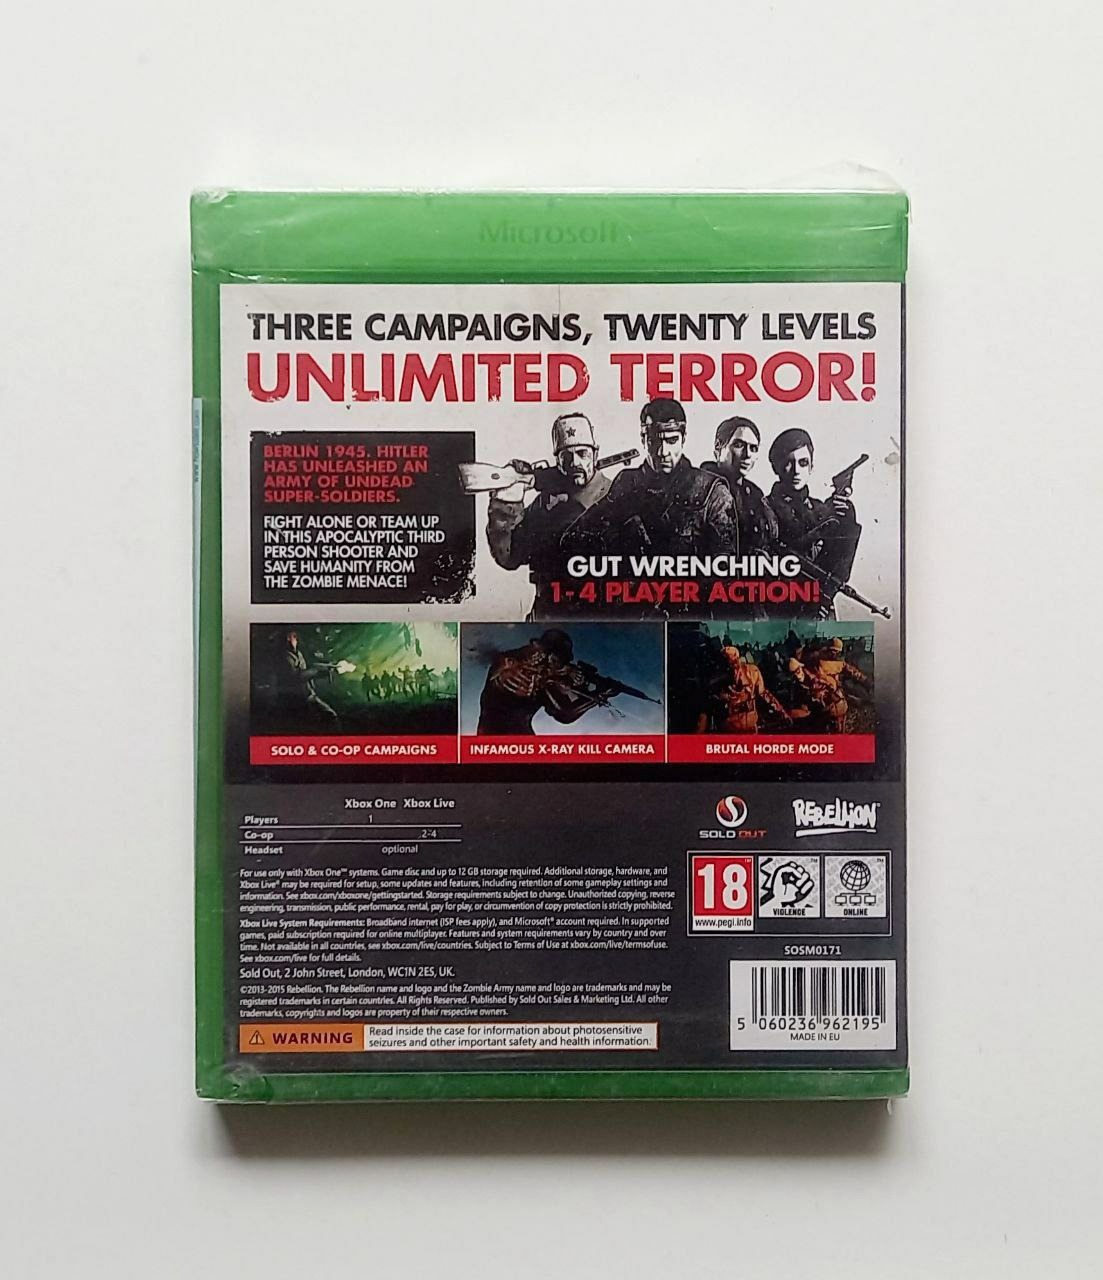 Microsoft
THREE CAMPAIGNS, TWENTY LEVELS
UNLIMITED TERROR!
BERLIN 1945. HITLER
HAS UNLEASHED AN
ARMY OF UNDEAD
SUPER-SOLDIERS.
FIGHT ALONE OR TEAM UP
IN THIS APOCALYPTIC THIRD
PERSON SHOOTER AND
SAVE HUMANITY FROM
THE ZOMBIE MENACE!
GUT WRENCHING
1-4 PLAYER ACTION!
SOLO & CO-OP CAMPAIGNS
INFAMOUS X-RAY KILL CAMERA
BRUTAL HORDE MODE
Xbox One Xbox Live
Players 1
Co-op 2-4
Headset optional
SOLD OUT
REBELLION
For use only with Xbox One™ systems. Game disc and up to 12 GB storage required. Additional storage, hardware, and
Xbox Live® may be required for setup, some updates and features, including retention of some gameplay settings and
information. See xbox.com/xboxone/gettingstarted. Storage requirements subject to change. Unauthorized copying, reverse
engineering, transmission, public performance, rental, pay for play, or circumvention of copy protection is strictly prohibited.
Xbox Live System Requirements: Broadband internet (ISP fees apply), and Microsoft® account required. In supported
games, paid subscription required for online multiplayer. Features and system requirements vary by country and over
time. Not available in all countries, see xbox.com/live/countries. Subject to Terms of Use at xbox.com/live/termsofuse.
See xbox.com/live for full details.
Sold Out, 2 John Street, London, WC1N 2ES, UK.
©2013-2015 Rebellion. The Rebellion name and logo and the Zombie Army name and logo are trademarks and may be
registered trademarks in certain countries. All Rights Reserved. Published by Sold Out Sales & Marketing Ltd. All other
trademarks, copyrights and logos are property of their respective owners.
WARNING
Read inside the case for information about photosensitive
seizures and other important safety and health information.
18
www.pegi.info
VIOLENCE
ONLINE
SOSM0171
5 060236 962195
MADE IN EU